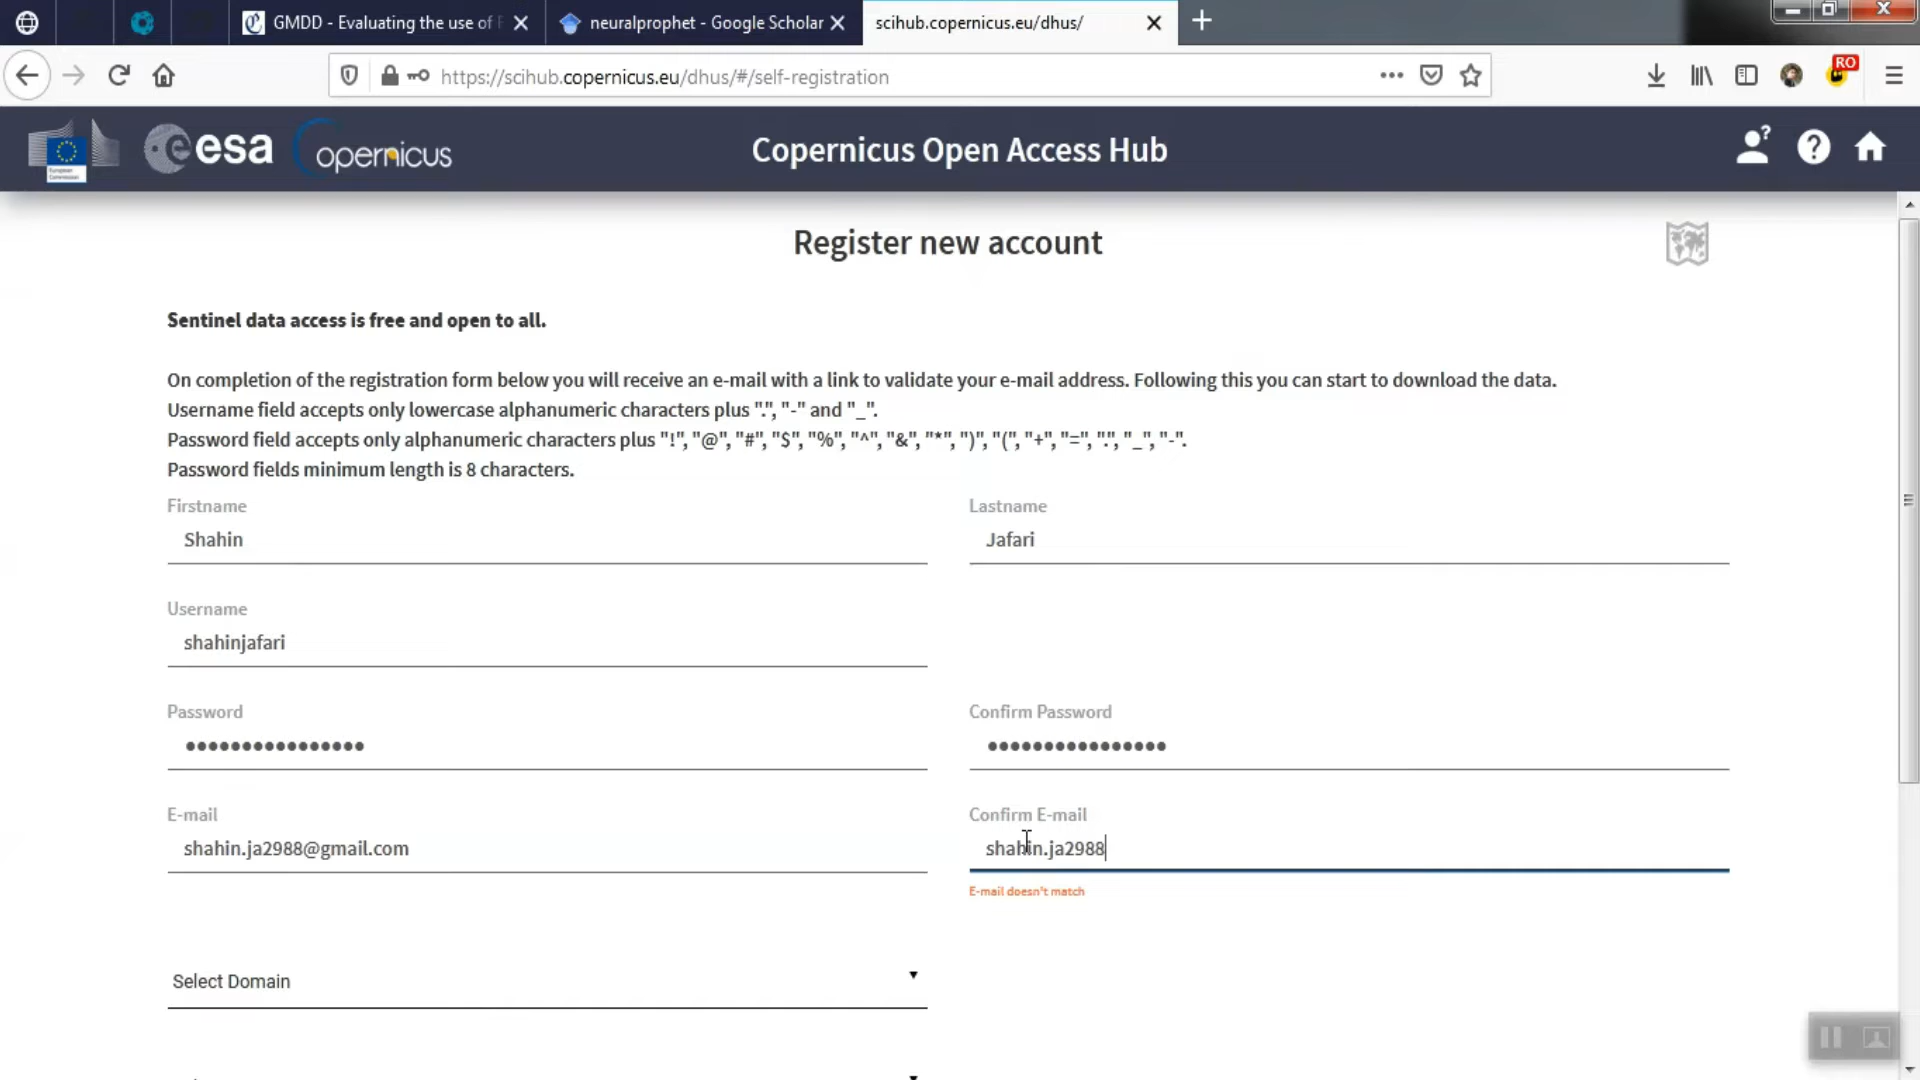 GMDD - Evaluating the use of
neuralprophet - Google Scholar
scihub.copernicus.eu/dhus/
https://scihub.copernicus.eu/dhus/#/self-registration
RO
European
Commission
esa
opernicus
Copernicus Open Access Hub
Register new account
Sentinel data access is free and open to all.
On completion of the registration form below you will receive an e-mail with a link to validate your e-mail address. Following this you can start to download the data.
Username field accepts only lowercase alphanumeric characters plus ".", "-" and "_".
Password field accepts only alphanumeric characters plus "!", "@", "#", "$", "%", "^", "&", "*", ")", "(", "+", "=", ".", "_", "-".
Password fields minimum length is 8 characters.
Firstname
Lastname
Shahin
Jafari
Username
shahinjafari
Password
Confirm Password
••••••••••••••••
••••••••••••••••
E-mail
Confirm E-mail
shahin.ja2988@gmail.com
shahin.ja2988
E-mail doesn't match
Select Domain